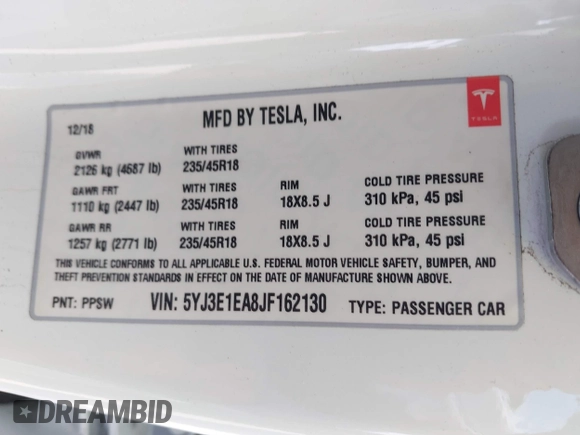 12/18 MFD BY TESLA, INC. TESLA
GVWR WITH TIRES
2126 kg (4687 lb) 235/45R18
GAWR FRT WITH TIRES RIM COLD TIRE PRESSURE
1110 kg (2447 lb) 235/45R18 18X8.5 J 310 kPa, 45 psi
GAWR RR WITH TIRES RIM COLD TIRE PRESSURE
1257 kg (2771 lb) 235/45R18 18X8.5 J 310 kPa, 45 psi
THIS VEHICLE CONFORMS TO ALL APPLICABLE U.S. FEDERAL MOTOR VEHICLE SAFETY, BUMPER, AND
THEFT PREVENTION STANDARDS IN EFFECT ON THE DATE OF MANUFACTURE SHOWN ABOVE.
PNT: PPSW VIN: 5YJ3E1EA8JF162130 TYPE: PASSENGER CAR
DREAMBID